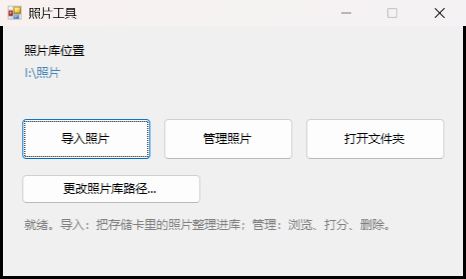 照片工具
照片库位置
I:\照片
导入照片 管理照片 打开文件夹
更改照片库路径...
就绪。导入：把存储卡里的照片整理进库；管理：浏览、打分、删除。